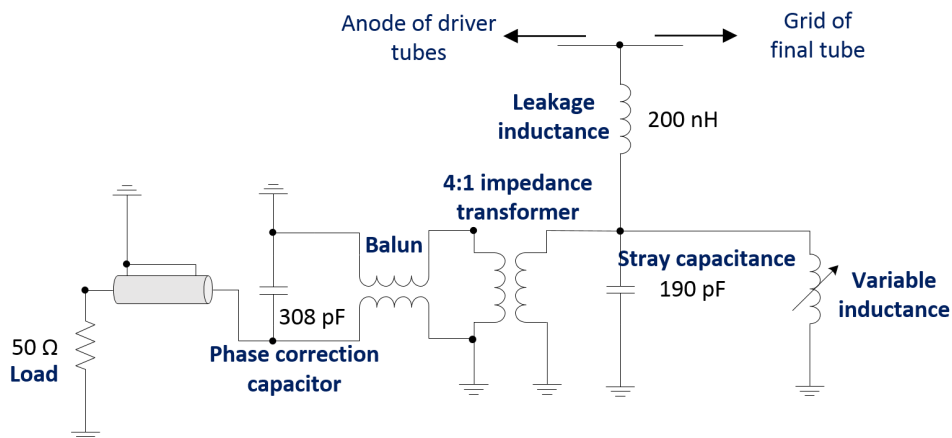 Anode of driver
tubes
Grid of
final tube
Leakage
inductance
200 nH
4:1 impedance
transformer
Balun
Stray capacitance
190 pF
Variable
inductance
308 pF
50 Ω
Load
Phase correction
capacitor